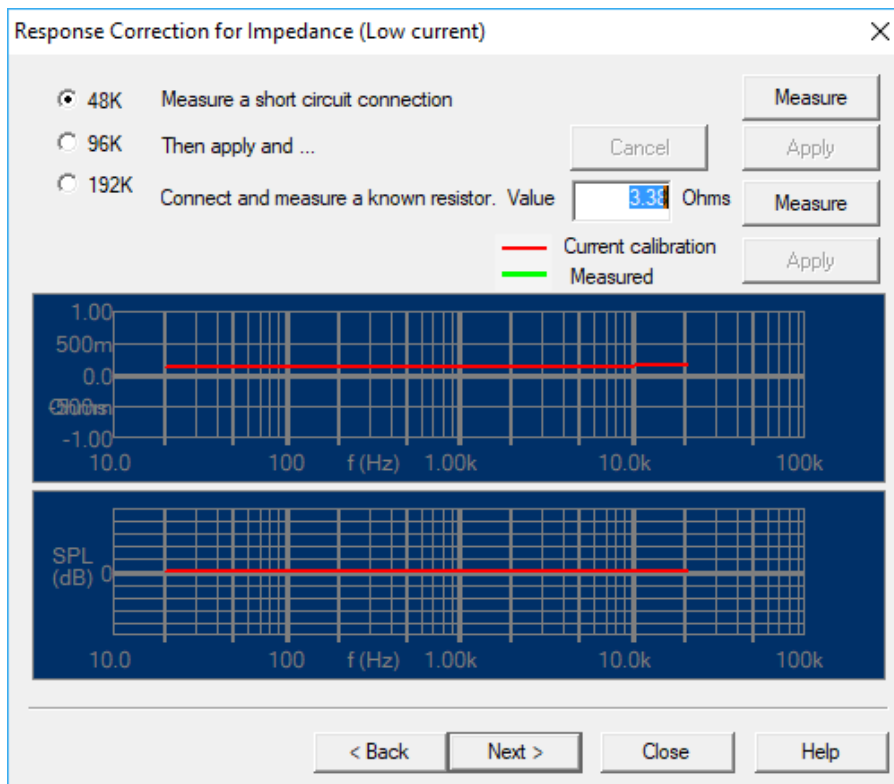 Response Correction for Impedance (Low current)
48K Measure a short circuit connection Measure
96K Then apply and ... Cancel Apply
192K Connect and measure a known resistor. Value 3.38 Ohms Measure
Current calibration
Measured
Apply
1.00
500m
0.0
-500m
Ohms
-1.00
10.0 100 f (Hz) 1.00k 10.0k 100k
SPL
(dB) 0
10.0 100 f (Hz) 1.00k 10.0k 100k
< Back Next > Close Help